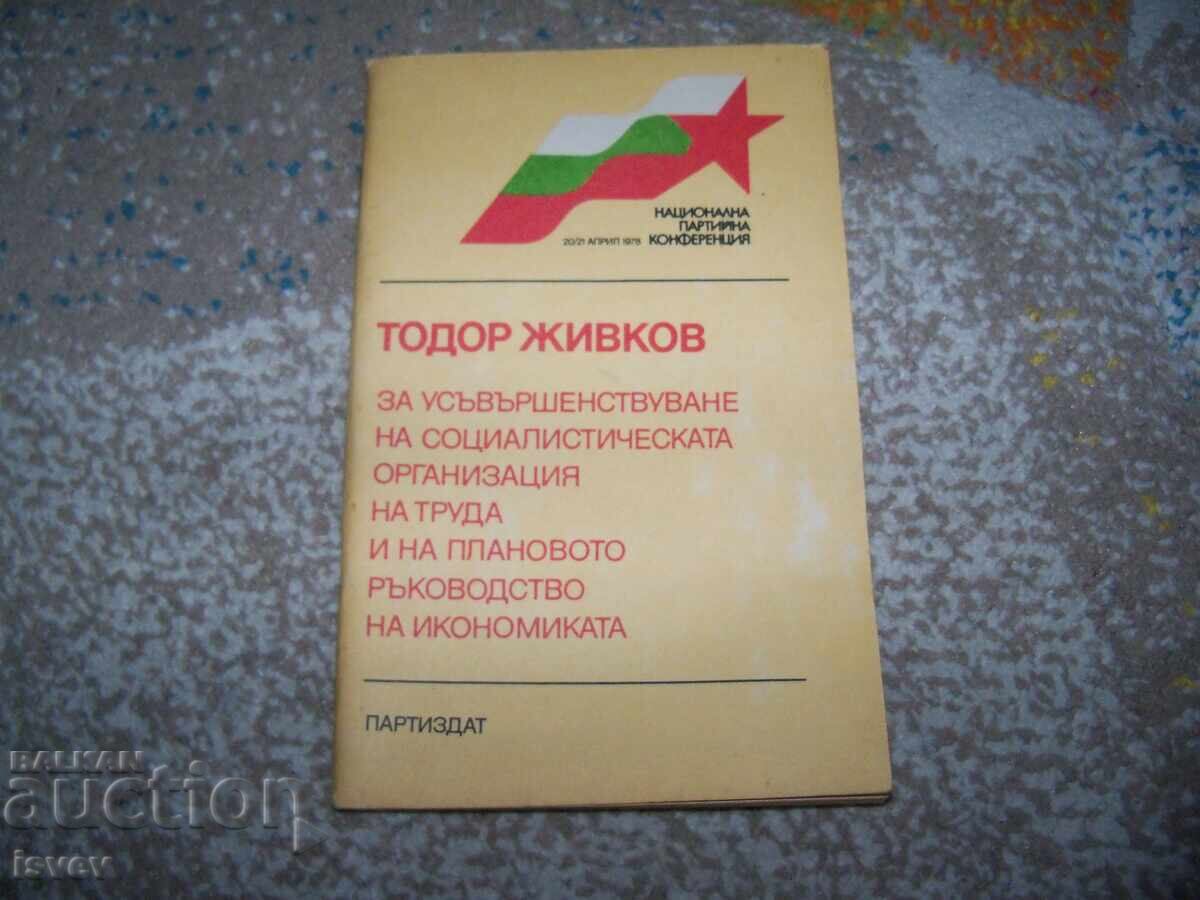 НАЦИОНАЛНА
ПАРТИЙНА
20/21 АПРИЛ 1978 КОНФЕРЕНЦИЯ
ТОДОР ЖИВКОВ
ЗА УСЪВЪРШЕНСТВУВАНЕ
НА СОЦИАЛИСТИЧЕСКАТА
ОРГАНИЗАЦИЯ
НА ТРУДА
И НА ПЛАНОВОТО
РЪКОВОДСТВО
НА ИКОНОМИКАТА
ПАРТИЗДАТ
BALKAN
auction
isvev